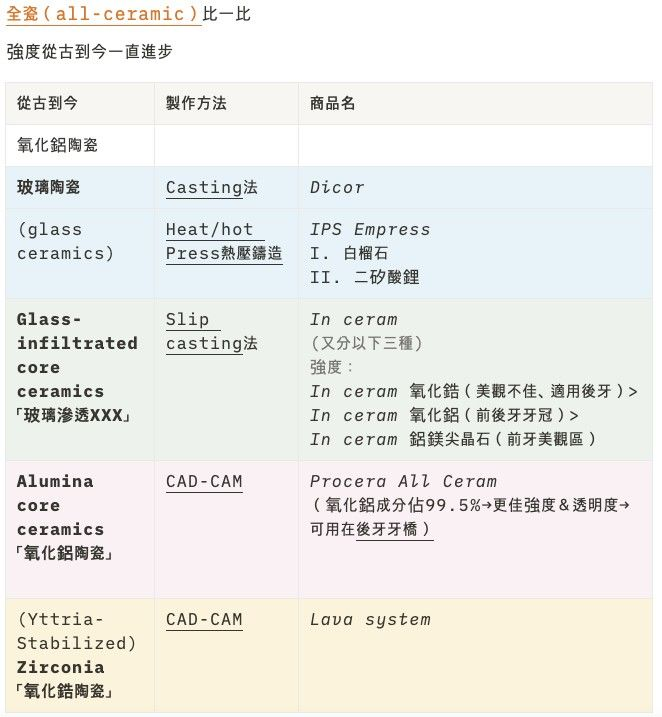 全瓷（all-ceramic）比一比
強度從古到今一直進步
從古到今 製作方法 商品名
氧化鋁陶瓷
玻璃陶瓷 Casting法 Dicor
(glass ceramics)
Heat/hot
Press熱壓鑄造
IPS Empress
I. 白榴石
II. 二矽酸鋰
Glass-
infiltrated
core
ceramics
「玻璃滲透XXX」
Slip
casting法
In ceram
（又分以下三種）
強度：
In ceram 氧化鋯（美觀不佳、適用後牙）>
In ceram 氧化鋁（前後牙牙冠）>
In ceram 鋁鎂尖晶石（前牙美觀區）
Alumina
core
ceramics
「氧化鋁陶瓷」
CAD-CAM
Procera All Ceram
（氧化鋁成分佔99.5%→更佳強度＆透明度→
可用在後牙牙橋）
(Yttria-
Stabilized)
Zirconia
「氧化鋯陶瓷」
CAD-CAM
Lava system